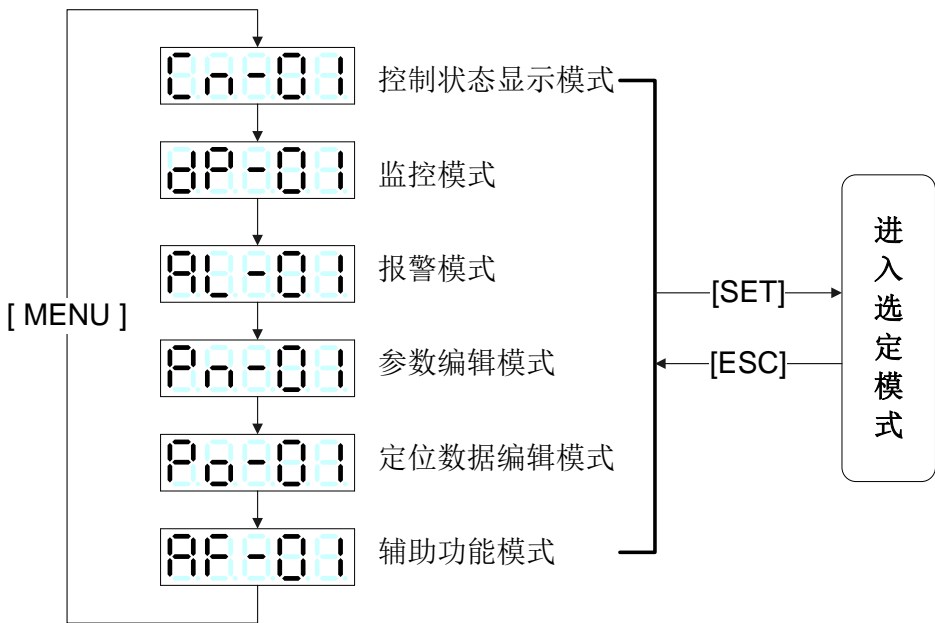 Cn-01 控制状态显示模式
dP-01 监控模式
AL-01 报警模式
[ MENU ]
[SET]
Pn-01 参数编辑模式
[ESC]
Po-01 定位数据编辑模式
AF-01 辅助功能模式
进入选定模式